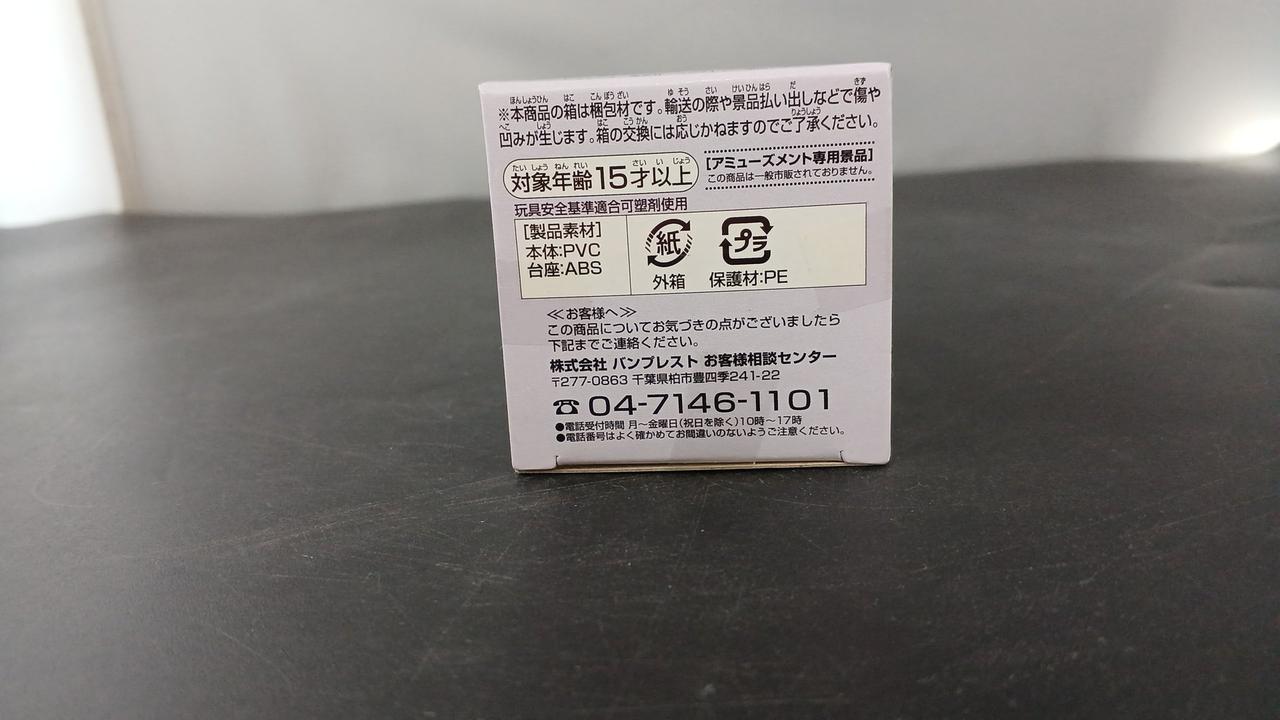 ※本商品の箱は梱包材です。輸送の際や景品払い出しなどで傷や
凹みが生じます。箱の交換には応じかねますのでご了承ください。
対象年齢15才以上
[アミューズメント専用景品]
この商品は一般市販されておりません。
玩具安全基準適合可塑剤使用
[製品素材]
本体:PVC
台座:ABS
紙
外箱
プラ
保護材:PE
≪お客様へ≫
この商品についてお気づきの点がございましたら
下記までご連絡ください。
株式会社 バンプレスト お客様相談センター
〒277-0863 千葉県柏市豊四季241-22
☎04-7146-1101
●電話受付時間 月〜金曜日(祝日を除く)10時〜17時
●電話番号はよく確かめてお間違いのないようご注意ください。